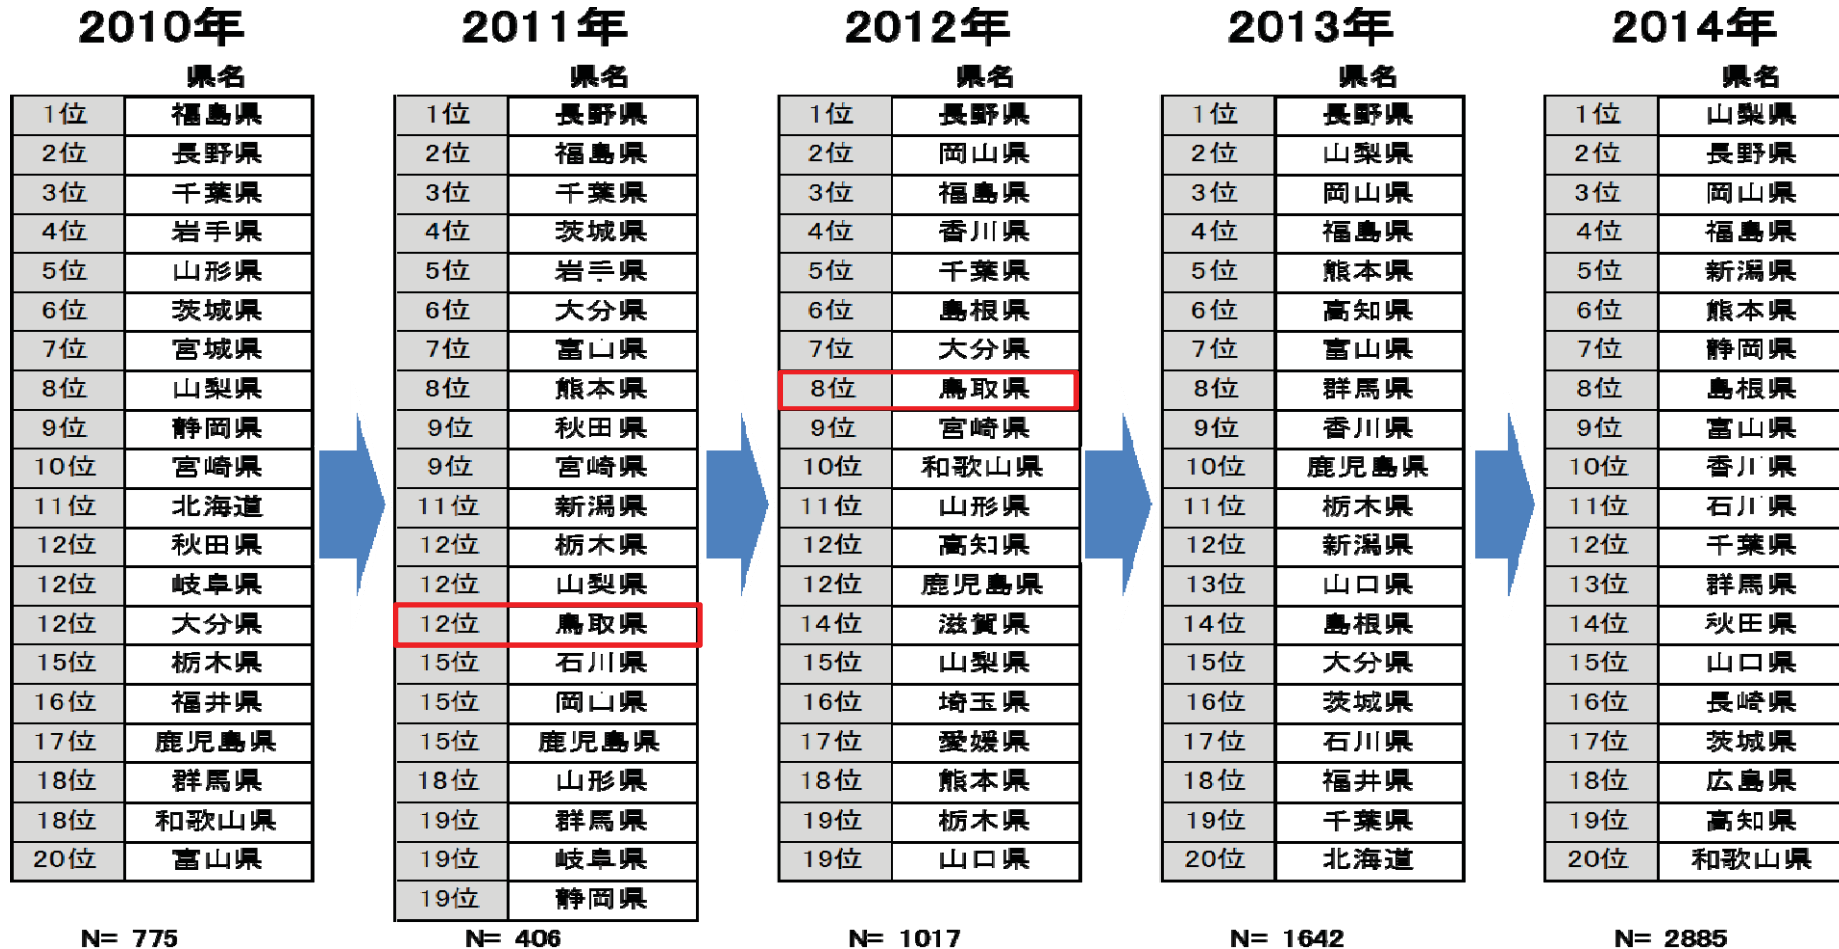 2010年 2011年 2012年 2013年 2014年
県名 県名 県名 県名 県名
1位 福島県 1位 長野県 1位 長野県 1位 長野県 1位 山梨県
2位 長野県 2位 福島県 2位 岡山県 2位 山梨県 2位 長野県
3位 千葉県 3位 千葉県 3位 福島県 3位 岡山県 3位 岡山県
4位 岩手県 4位 茨城県 4位 香川県 4位 福島県 4位 福島県
5位 山形県 5位 岩手県 5位 千葉県 5位 熊本県 5位 新潟県
6位 茨城県 6位 大分県 6位 島根県 6位 高知県 6位 熊本県
7位 宮城県 7位 富山県 7位 大分県 7位 富山県 7位 静岡県
8位 山梨県 8位 熊本県 8位 鳥取県 8位 群馬県 8位 島根県
9位 静岡県 9位 秋田県 9位 宮崎県 9位 香川県 9位 富山県
10位 宮崎県 9位 宮崎県 10位 和歌山県 10位 鹿児島県 10位 香川県
11位 北海道 11位 新潟県 11位 山形県 11位 栃木県 11位 石川県
12位 秋田県 12位 栃木県 12位 高知県 12位 新潟県 12位 千葉県
12位 岐阜県 12位 山梨県 12位 鹿児島県 13位 山口県 13位 群馬県
12位 大分県 12位 鳥取県 14位 滋賀県 14位 島根県 14位 秋田県
15位 栃木県 15位 石川県 15位 山梨県 15位 大分県 15位 山口県
16位 福井県 15位 岡山県 16位 埼玉県 16位 茨城県 16位 長崎県
17位 鹿児島県 15位 鹿児島県 17位 愛媛県 17位 石川県 17位 茨城県
18位 群馬県 18位 山形県 18位 熊本県 18位 福井県 18位 広島県
18位 和歌山県 19位 群馬県 19位 栃木県 19位 千葉県 19位 高知県
20位 富山県 19位 岐阜県 19位 山口県 20位 北海道 20位 和歌山県
19位 静岡県
N= 775 N= 406 N= 1017 N= 1642 N= 2885